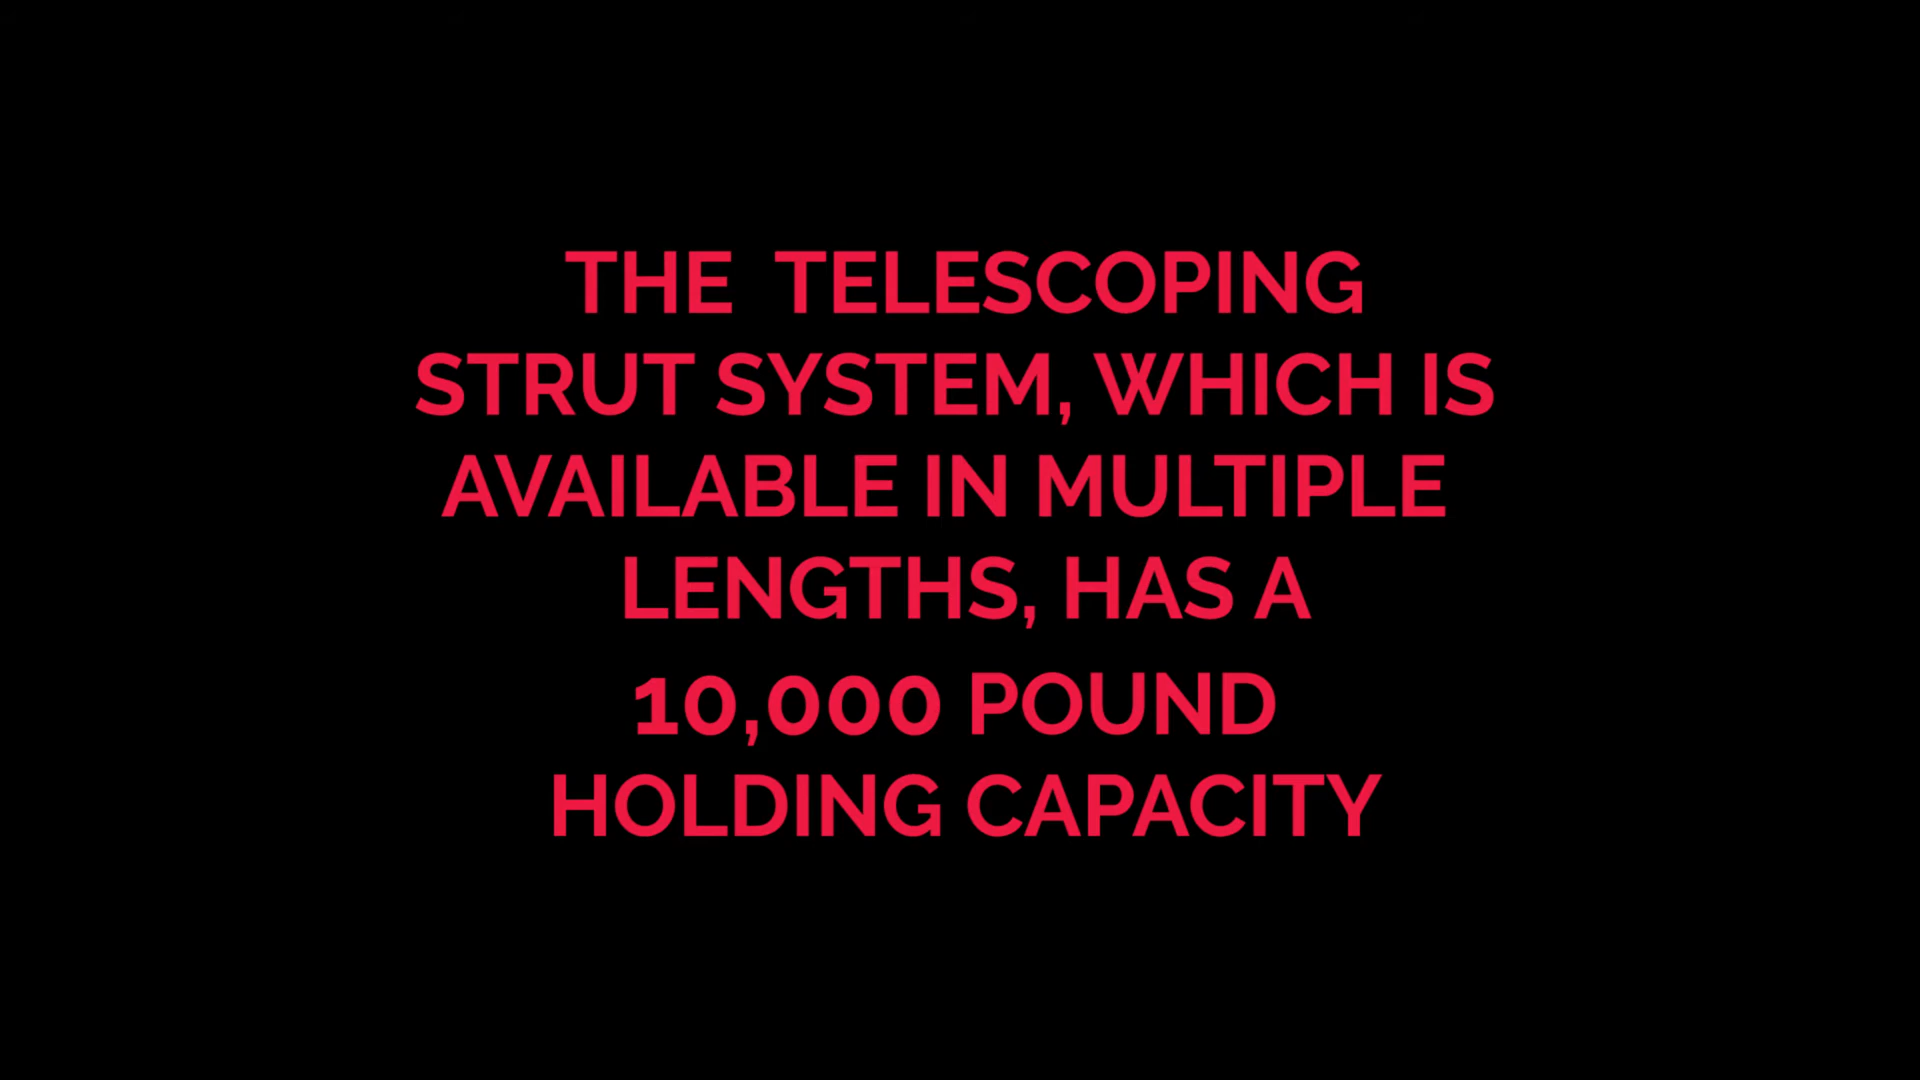 THE TELESCOPING
STRUT SYSTEM, WHICH IS
AVAILABLE IN MULTIPLE
LENGTHS, HAS A
10,000 POUND
HOLDING CAPACITY